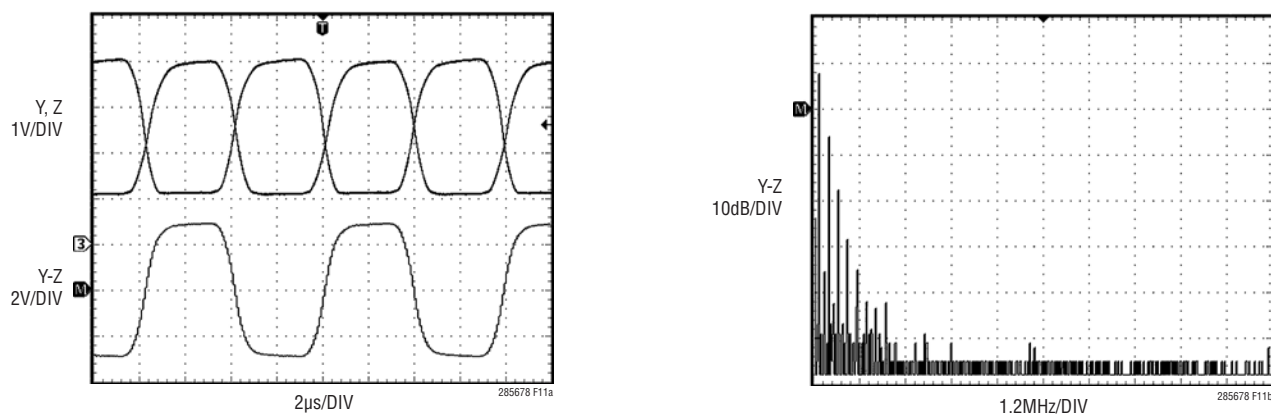 T
Y, Z
1V/DIV
3
Y-Z
2V/DIV
M
285678 F11a
2µs/DIV
M
Y-Z
10dB/DIV
285678 F11b
1.2MHz/DIV